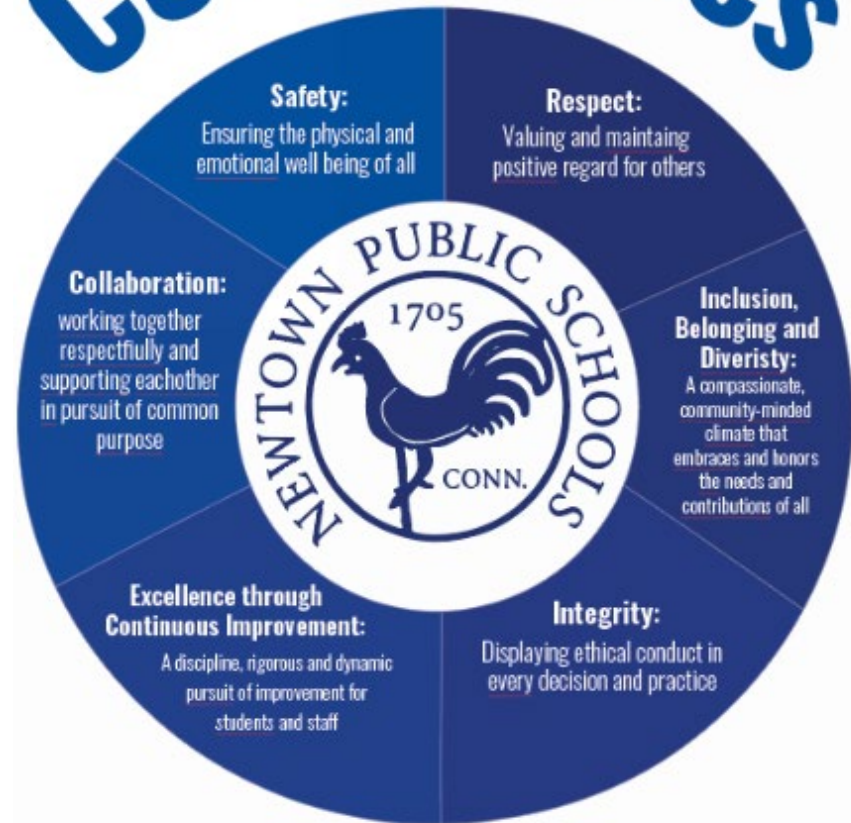 Safety:
Ensuring the physical and
emotional well being of all
Respect:
Valuing and maintaing
positive regard for others
Inclusion,
Belonging and
Diveristy:
A compassionate,
community-minded
climate that
embraces and honors
the needs and
contributions of all
Integrity:
Displaying ethical conduct in
every decision and practice
Excellence through
Continuous Improvement:
A discipline, rigorous and dynamic
pursuit of improvement for
students and staff
Collaboration:
working together
respectfully and
supporting eachother
in pursuit of common
purpose
NEWTOWN PUBLIC SCHOOLS
1705
CONN.